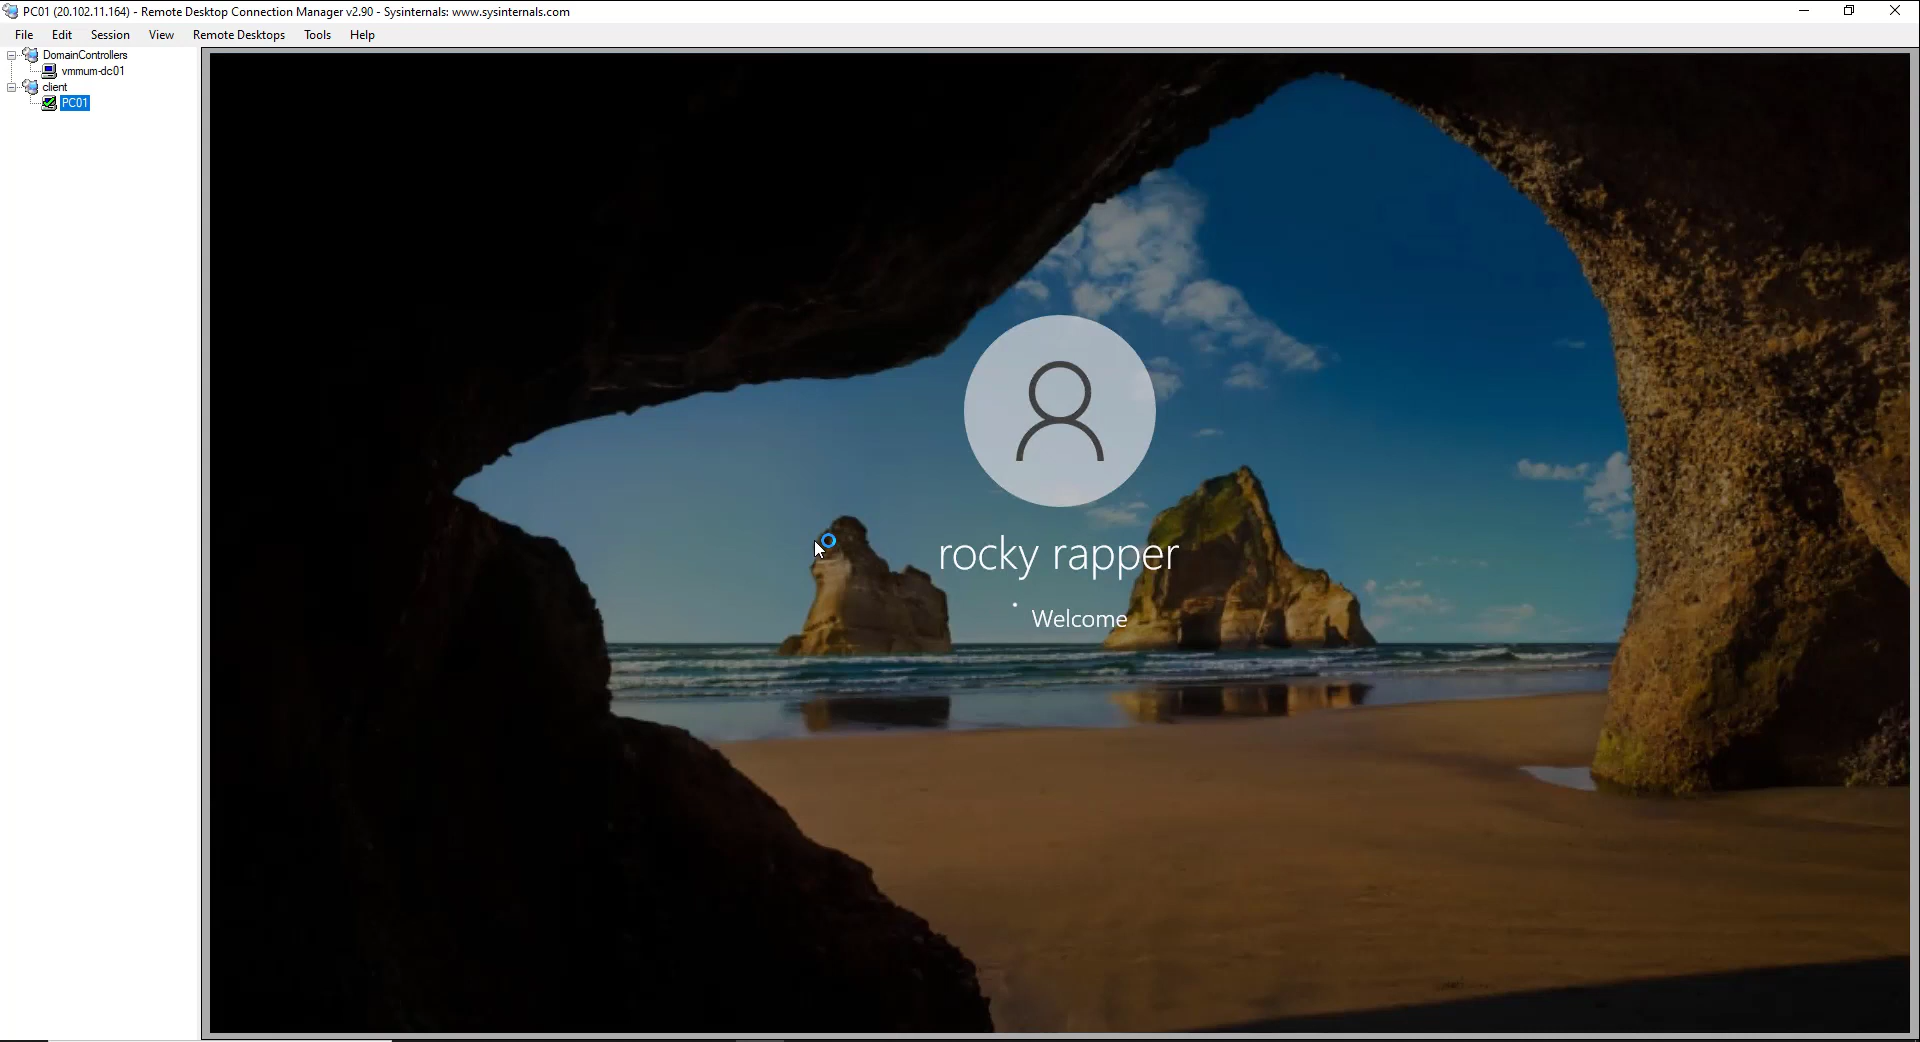 PC01 (20.102.11.164) - Remote Desktop Connection Manager v2.90 - Sysinternals: www.sysinternals.com
File Edit Session View Remote Desktops Tools Help
DomainControllers
vmmum-dc01
client
PC01
rocky rapper
Welcome